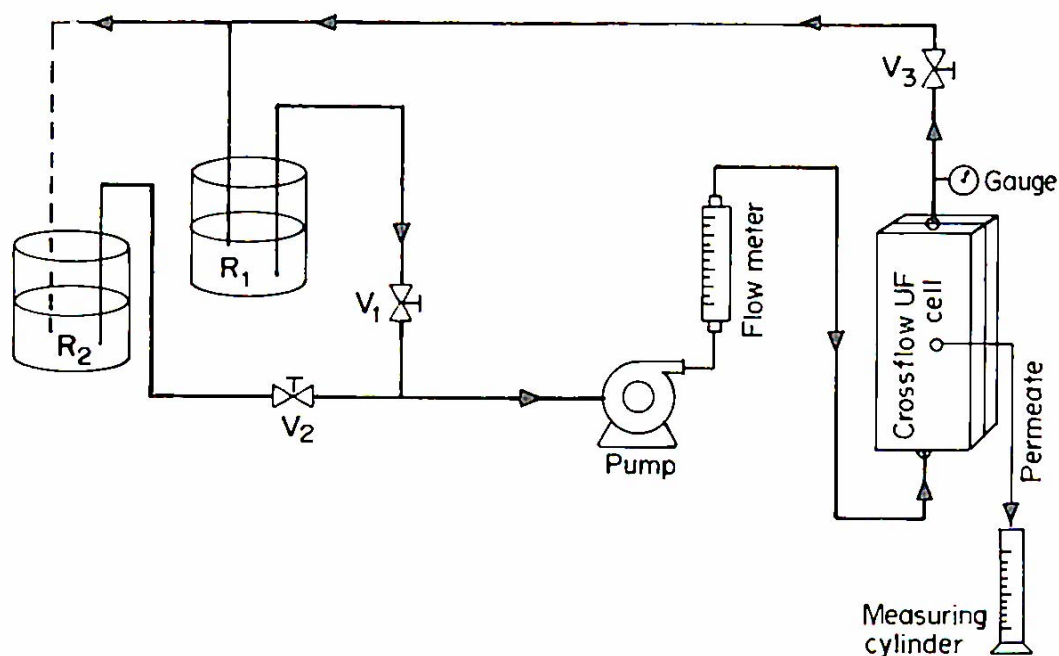 V3
Gauge
R1
V1
Flow meter
Crossflow UF
cell
R2
V2
Pump
Permeate
Measuring
cylinder